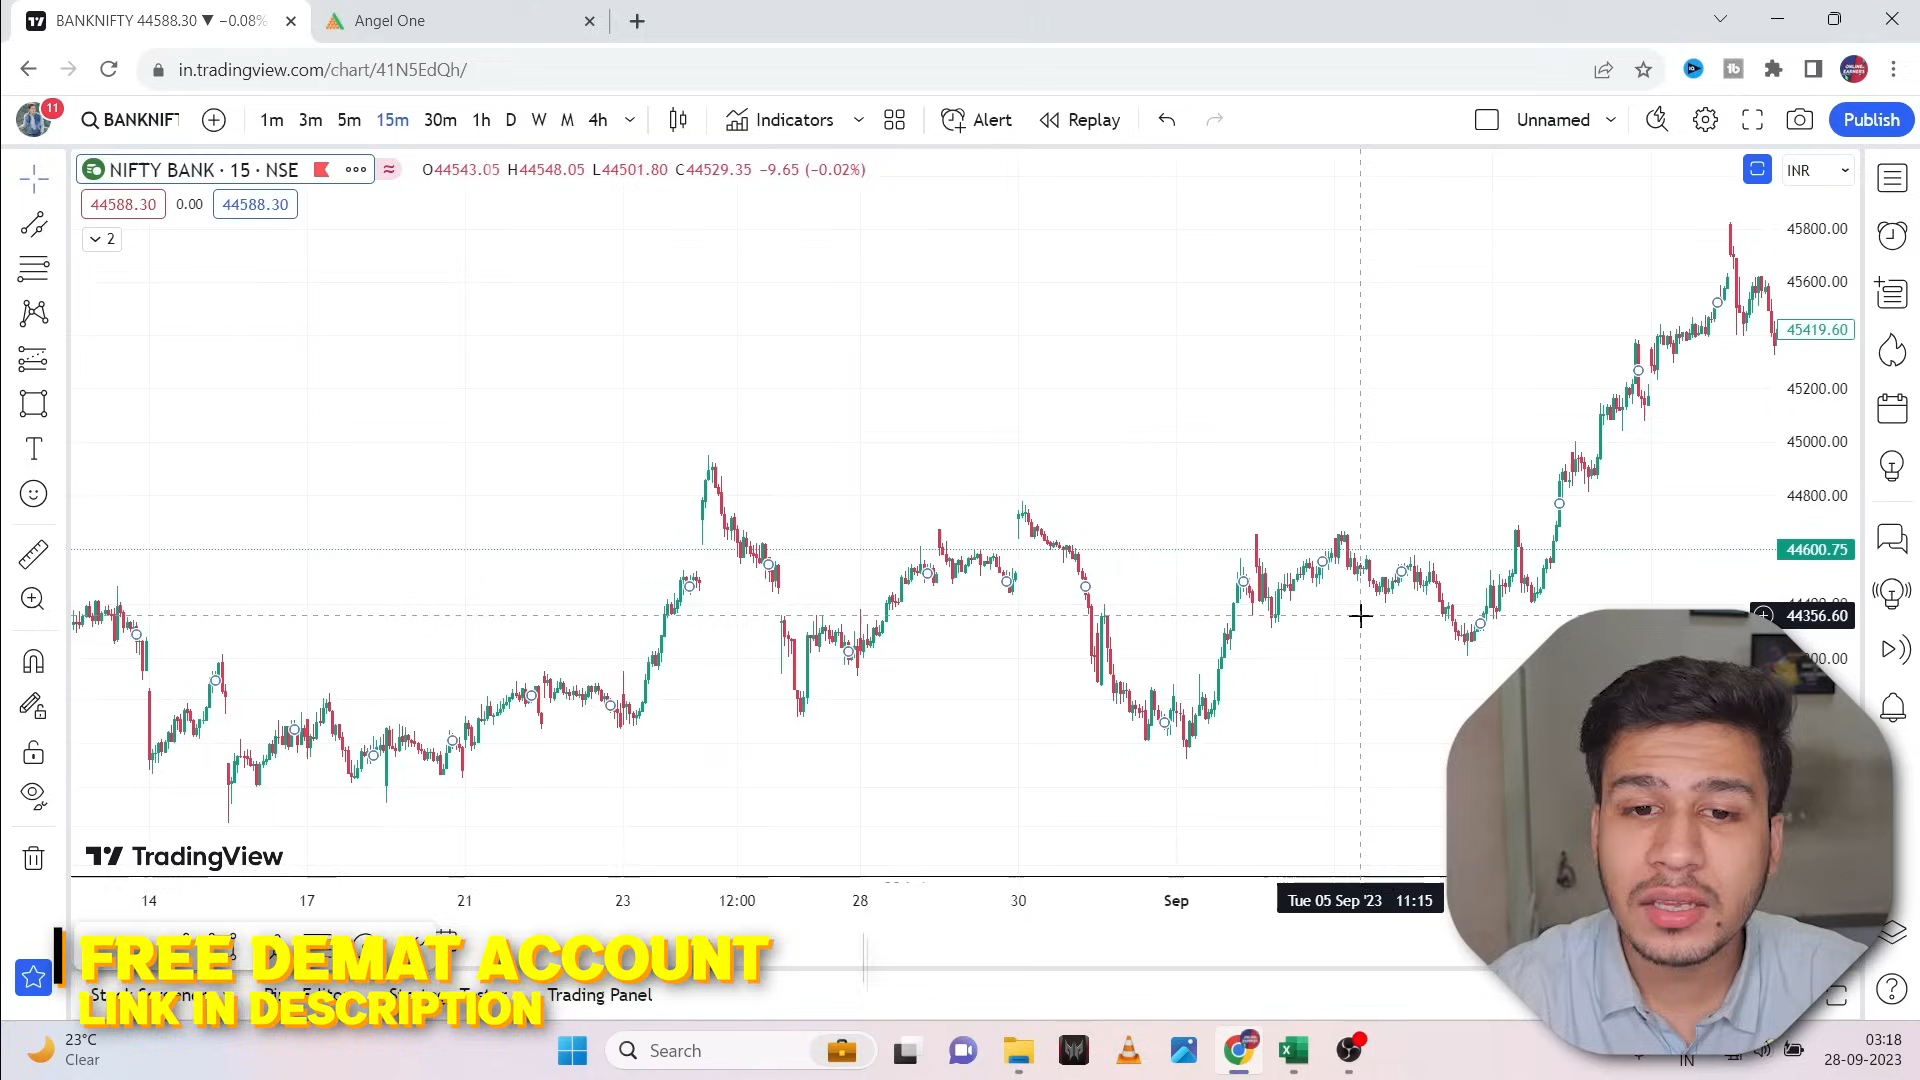 BANKNIFTY 44588.30 ▼ −0.08%
Angel One
in.tradingview.com/chart/41N5EdQh/
11
BANKNIFT
1m 3m 5m 15m 30m 1h D W M 4h
Indicators
Alert
Replay
Unnamed
Publish
NIFTY BANK · 15 · NSE
O44543.05 H44548.05 L44501.80 C44529.35 −9.65 (−0.02%)
INR
44588.30 0.00 44588.30
2
45800.00
45600.00
45419.60
45200.00
45000.00
44800.00
44600.75
44356.60
TradingView
14 17 21 23 12:00 28 30 Sep
Tue 05 Sep '23 11:15
FREE DEMAT ACCOUNT
LINK IN DESCRIPTION
Trading Panel
23°C
Clear
Search
IN
03:18
28-09-2023